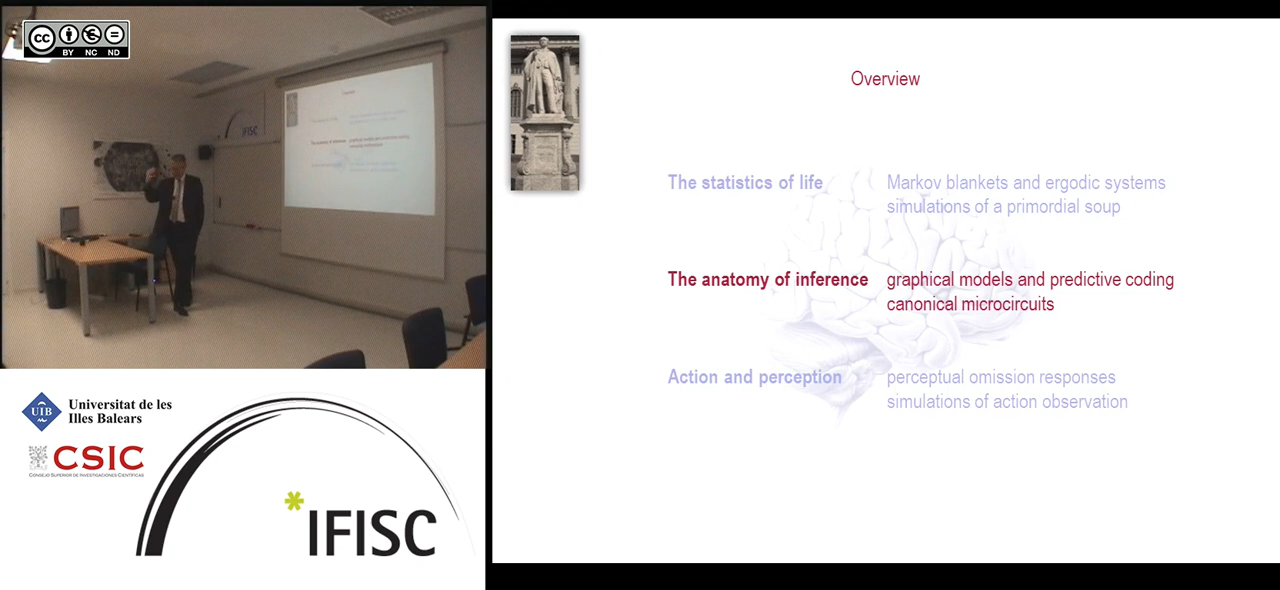 cc
BY NC ND
IFISC
Overview
The statistics of life
Markov blankets and ergodic systems
simulations of a primordial soup
The anatomy of inference
graphical models and predictive coding
canonical microcircuits
Action and perception
perceptual omission responses
simulations of action observation
UIB
Universitat de les
Illes Balears
CSIC
CONSEJO SUPERIOR DE INVESTIGACIONES CIENTÍFICAS
*IFISC